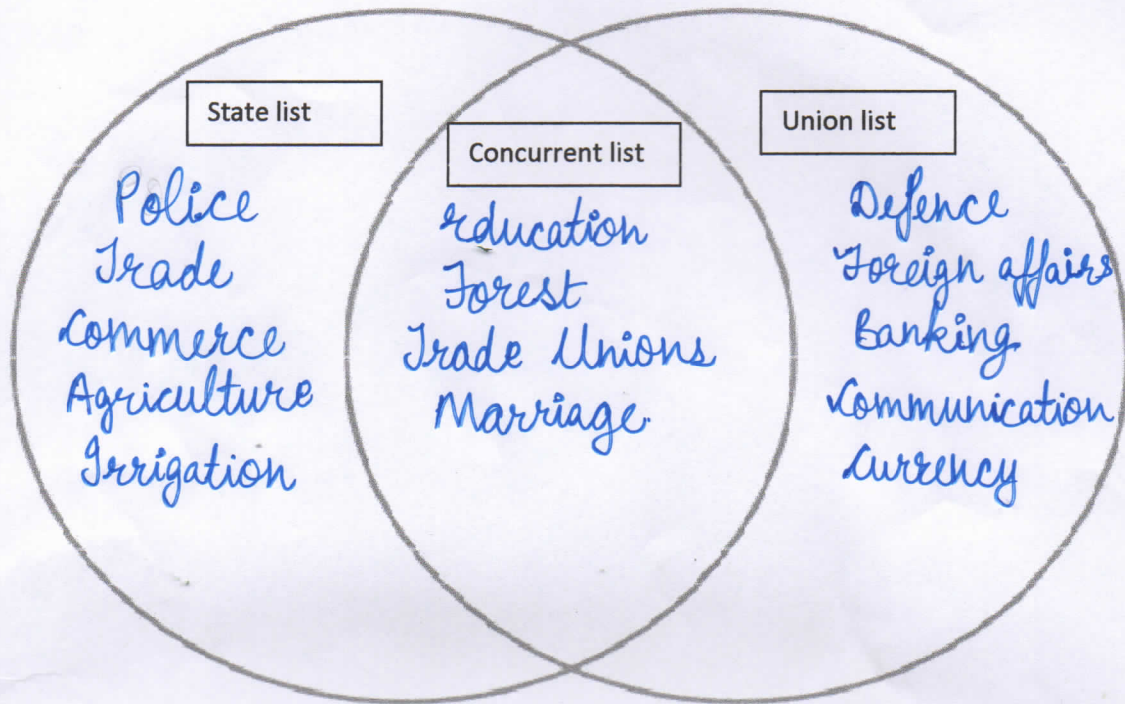 State list
Police
Trade
Commerce
Agriculture
Irrigation
Concurrent list
Education
Forest
Trade Unions
Marriage.
Union list
Defence
Foreign affairs
Banking.
Communication
Currency